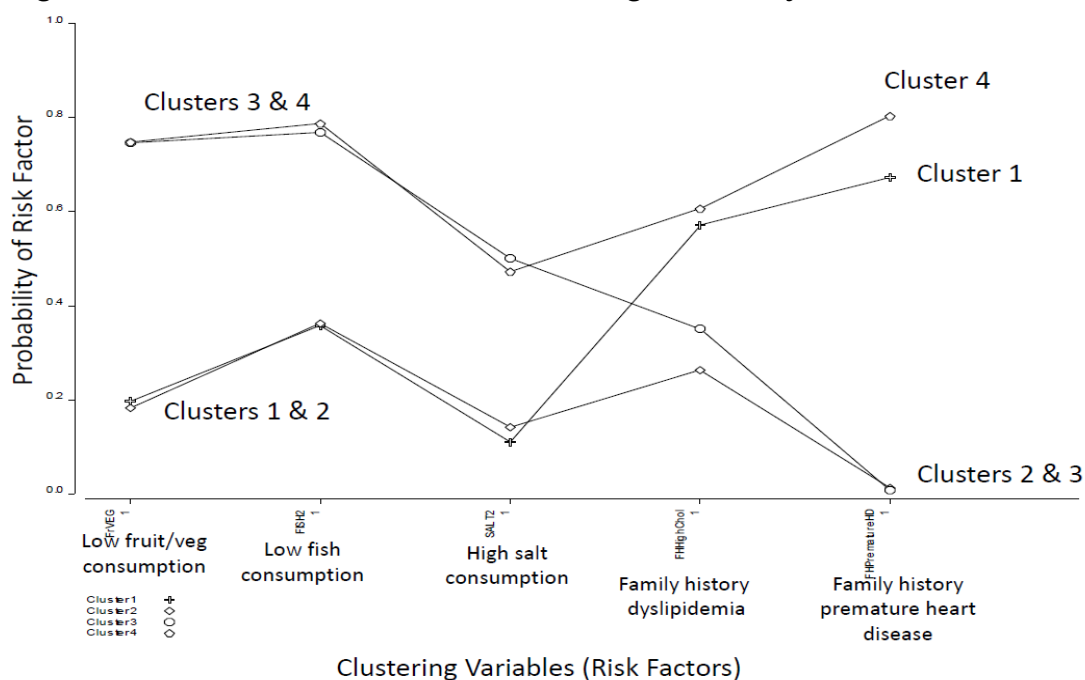 1.0
Cluster 4
Clusters 3 & 4
0.8
Cluster 1
0.6
Probability of Risk Factor
0.4
Clusters 1 & 2
0.2
Clusters 2 & 3
0.0
FrVEG 1
FISH2 1
SALT2 1
FHHighChol 1
FHPrematureHD 1
Low fruit/veg
consumption
Low fish
consumption
High salt
consumption
Family history
dyslipidemia
Family history
premature heart
disease
Cluster1
Cluster2
Cluster3
Cluster4
Clustering Variables (Risk Factors)